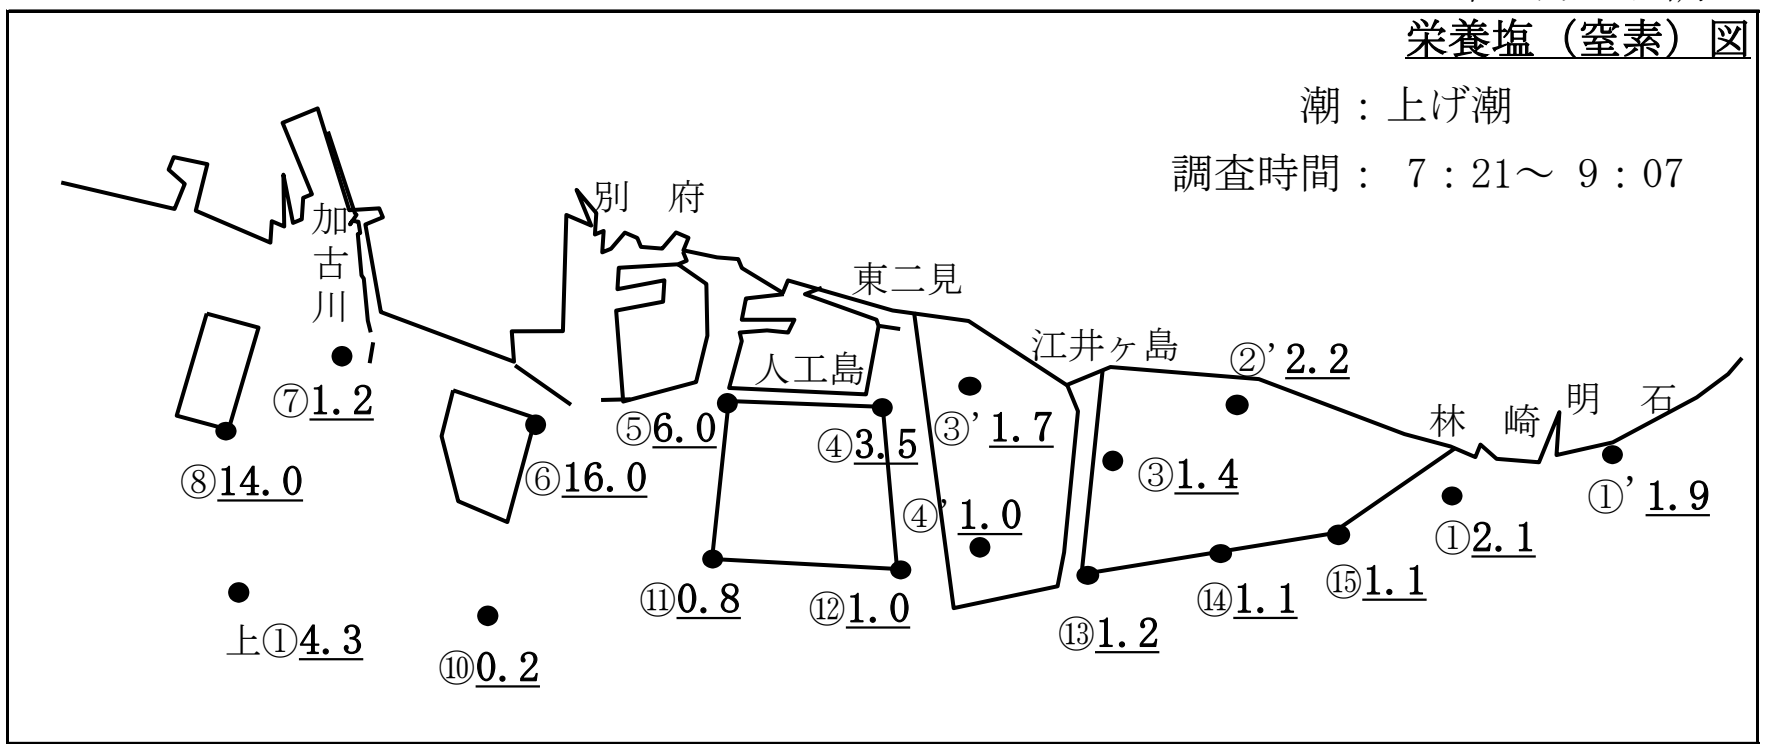 栄養塩（窒素）図
潮：上げ潮
調査時間： 7：21～ 9：07
別 府
加古川
東二見
江井ヶ島
②’2.2
人工島
⑦1.2
⑤6.0
④3.5
③’1.7
林 崎
明 石
⑧14.0
⑥16.0
③1.4
①’1.9
④’1.0
①2.1
⑪0.8
⑫1.0
⑭1.1
⑮1.1
上①4.3
⑩0.2
⑬1.2